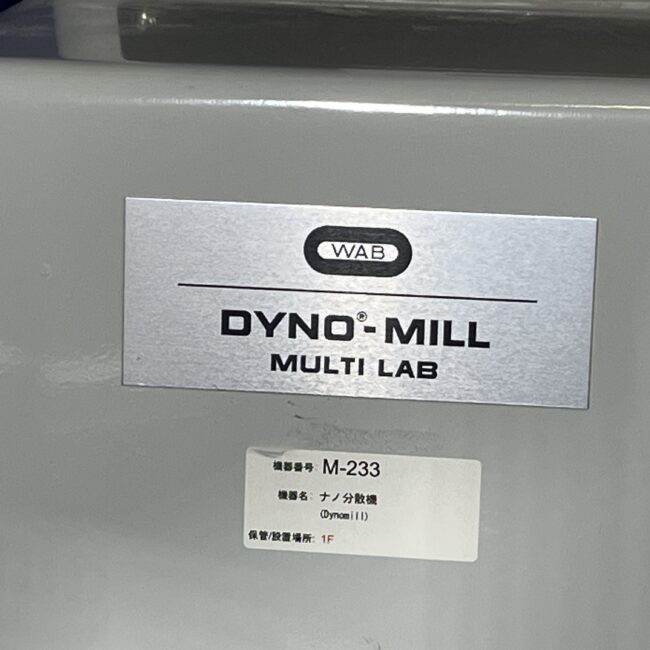 WAB
DYNO®-MILL
MULTI LAB
機器番号: M-233
機器名: ナノ分散機
(Dynomill)
保管/設置場所: 1F